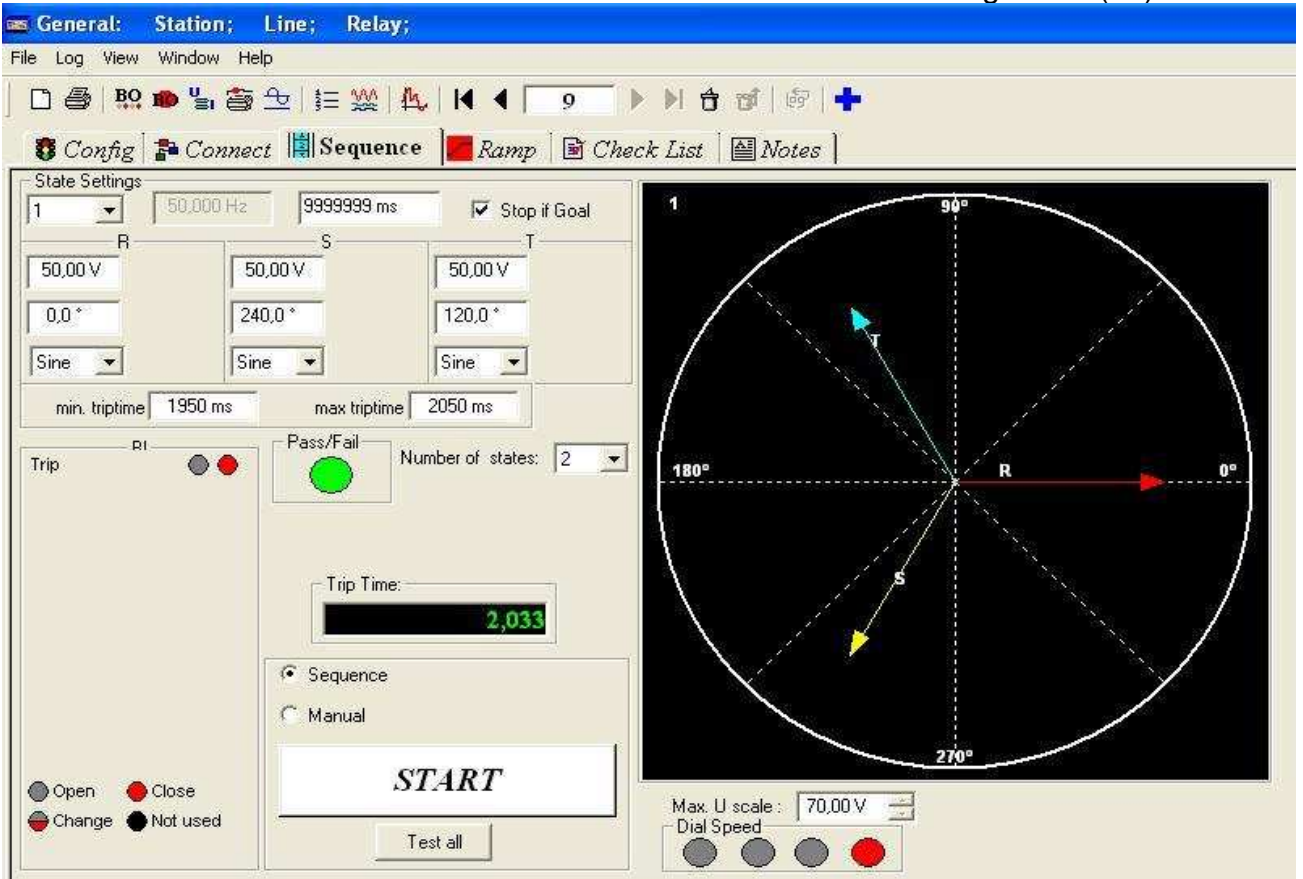 General: Station; Line; Relay;
File Log View Window Help
BO
9
Config Connect Sequence Ramp Check List Notes
State Settings
1 50,000 Hz 9999999 ms Stop if Goal
R S T
50,00 V 50,00 V 50,00 V
0,0 ° 240,0 ° 120,0 °
Sine Sine Sine
min. triptime 1950 ms max triptime 2050 ms
Trip
Pass/Fail
Number of states: 2
Trip Time:
2,033
Sequence
Manual
START
Test all
Open Close
Change Not used
1
90°
T
180° R 0°
S
270°
Max. U scale : 70,00 V
Dial Speed